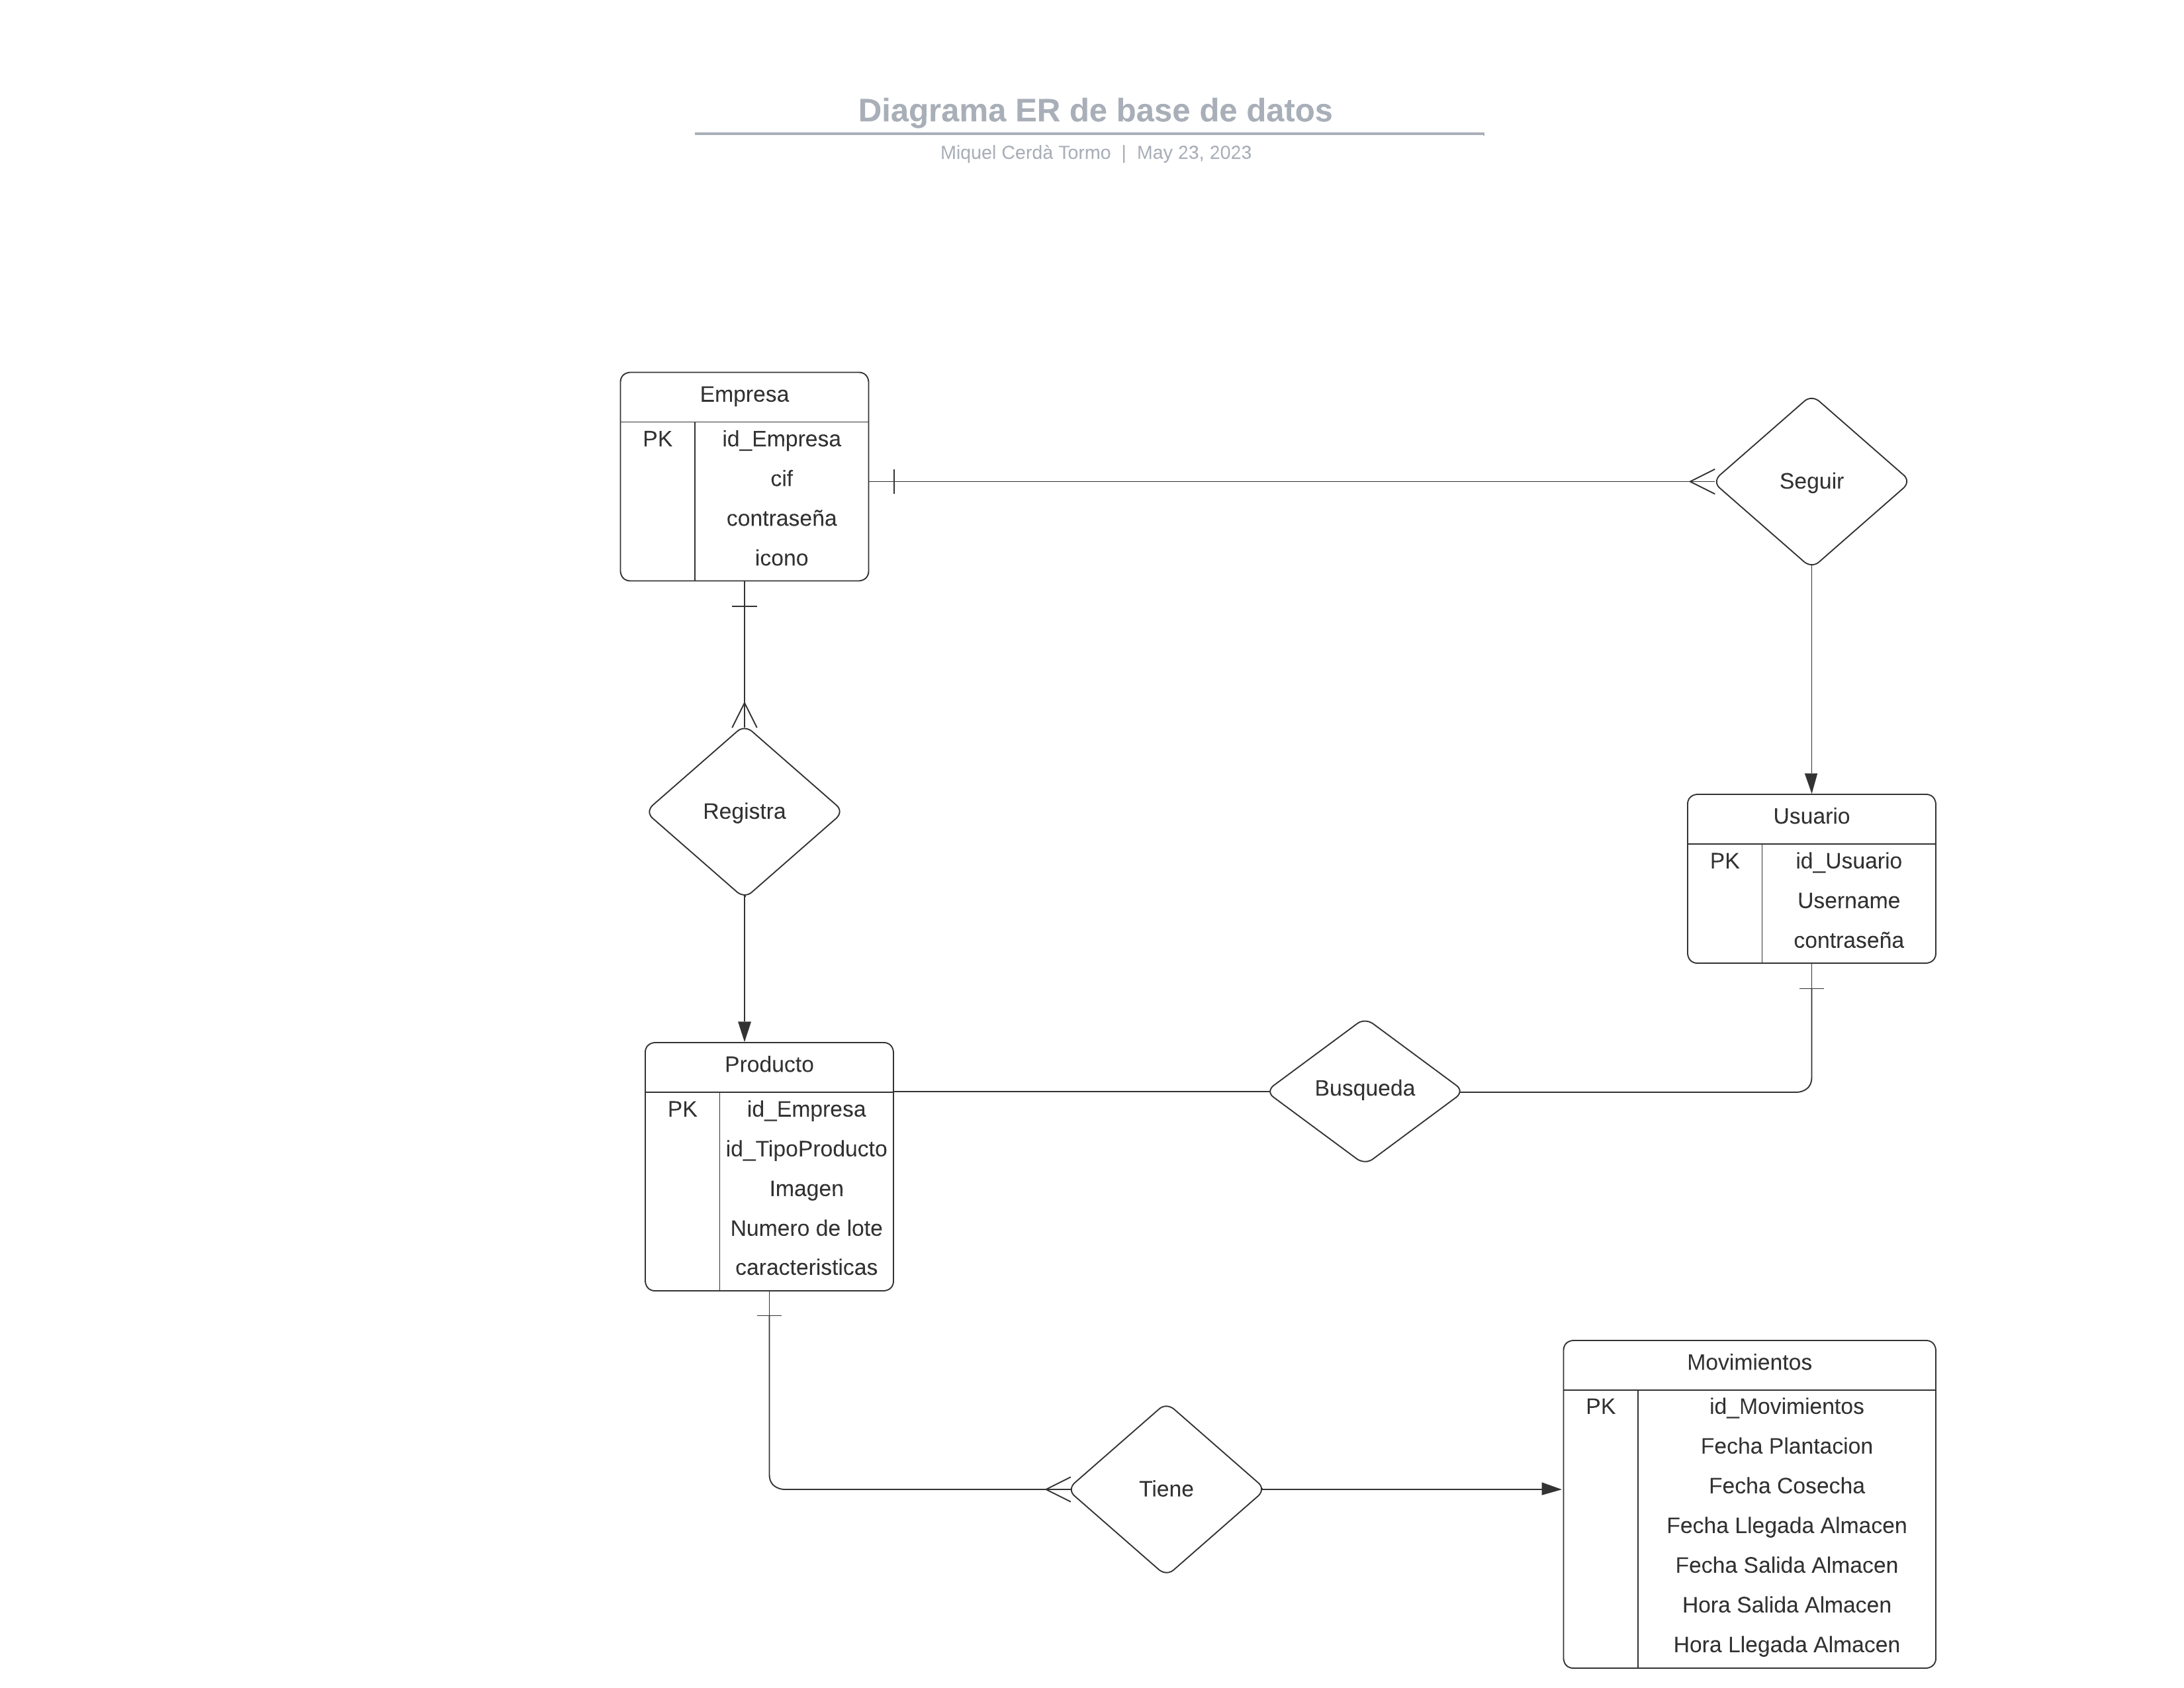 Diagrama ER de base de datos
Miquel Cerdà Tormo | May 23, 2023
Empresa
PK id_Empresa
cif
contraseña
icono
Seguir
Registra
Usuario
PK id_Usuario
Username
contraseña
Producto
PK id_Empresa
id_TipoProducto
Imagen
Numero de lote
caracteristicas
Busqueda
Tiene
Movimientos
PK id_Movimientos
Fecha Plantacion
Fecha Cosecha
Fecha Llegada Almacen
Fecha Salida Almacen
Hora Salida Almacen
Hora Llegada Almacen